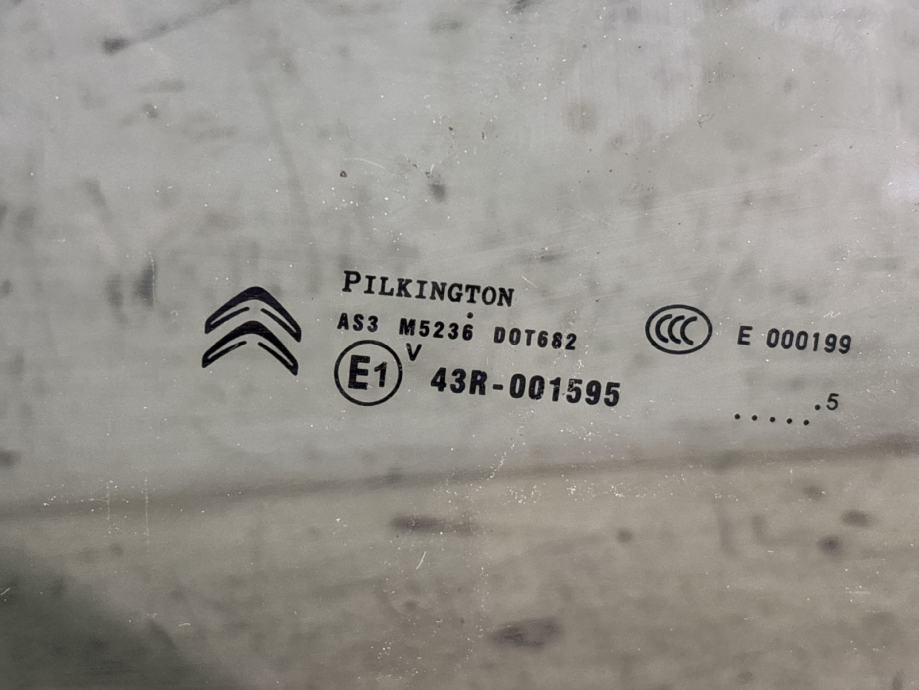 PILKINGTON
AS3 M5236 DOT682
E1 V 43R-001595
CCC E 000199
.....
.5